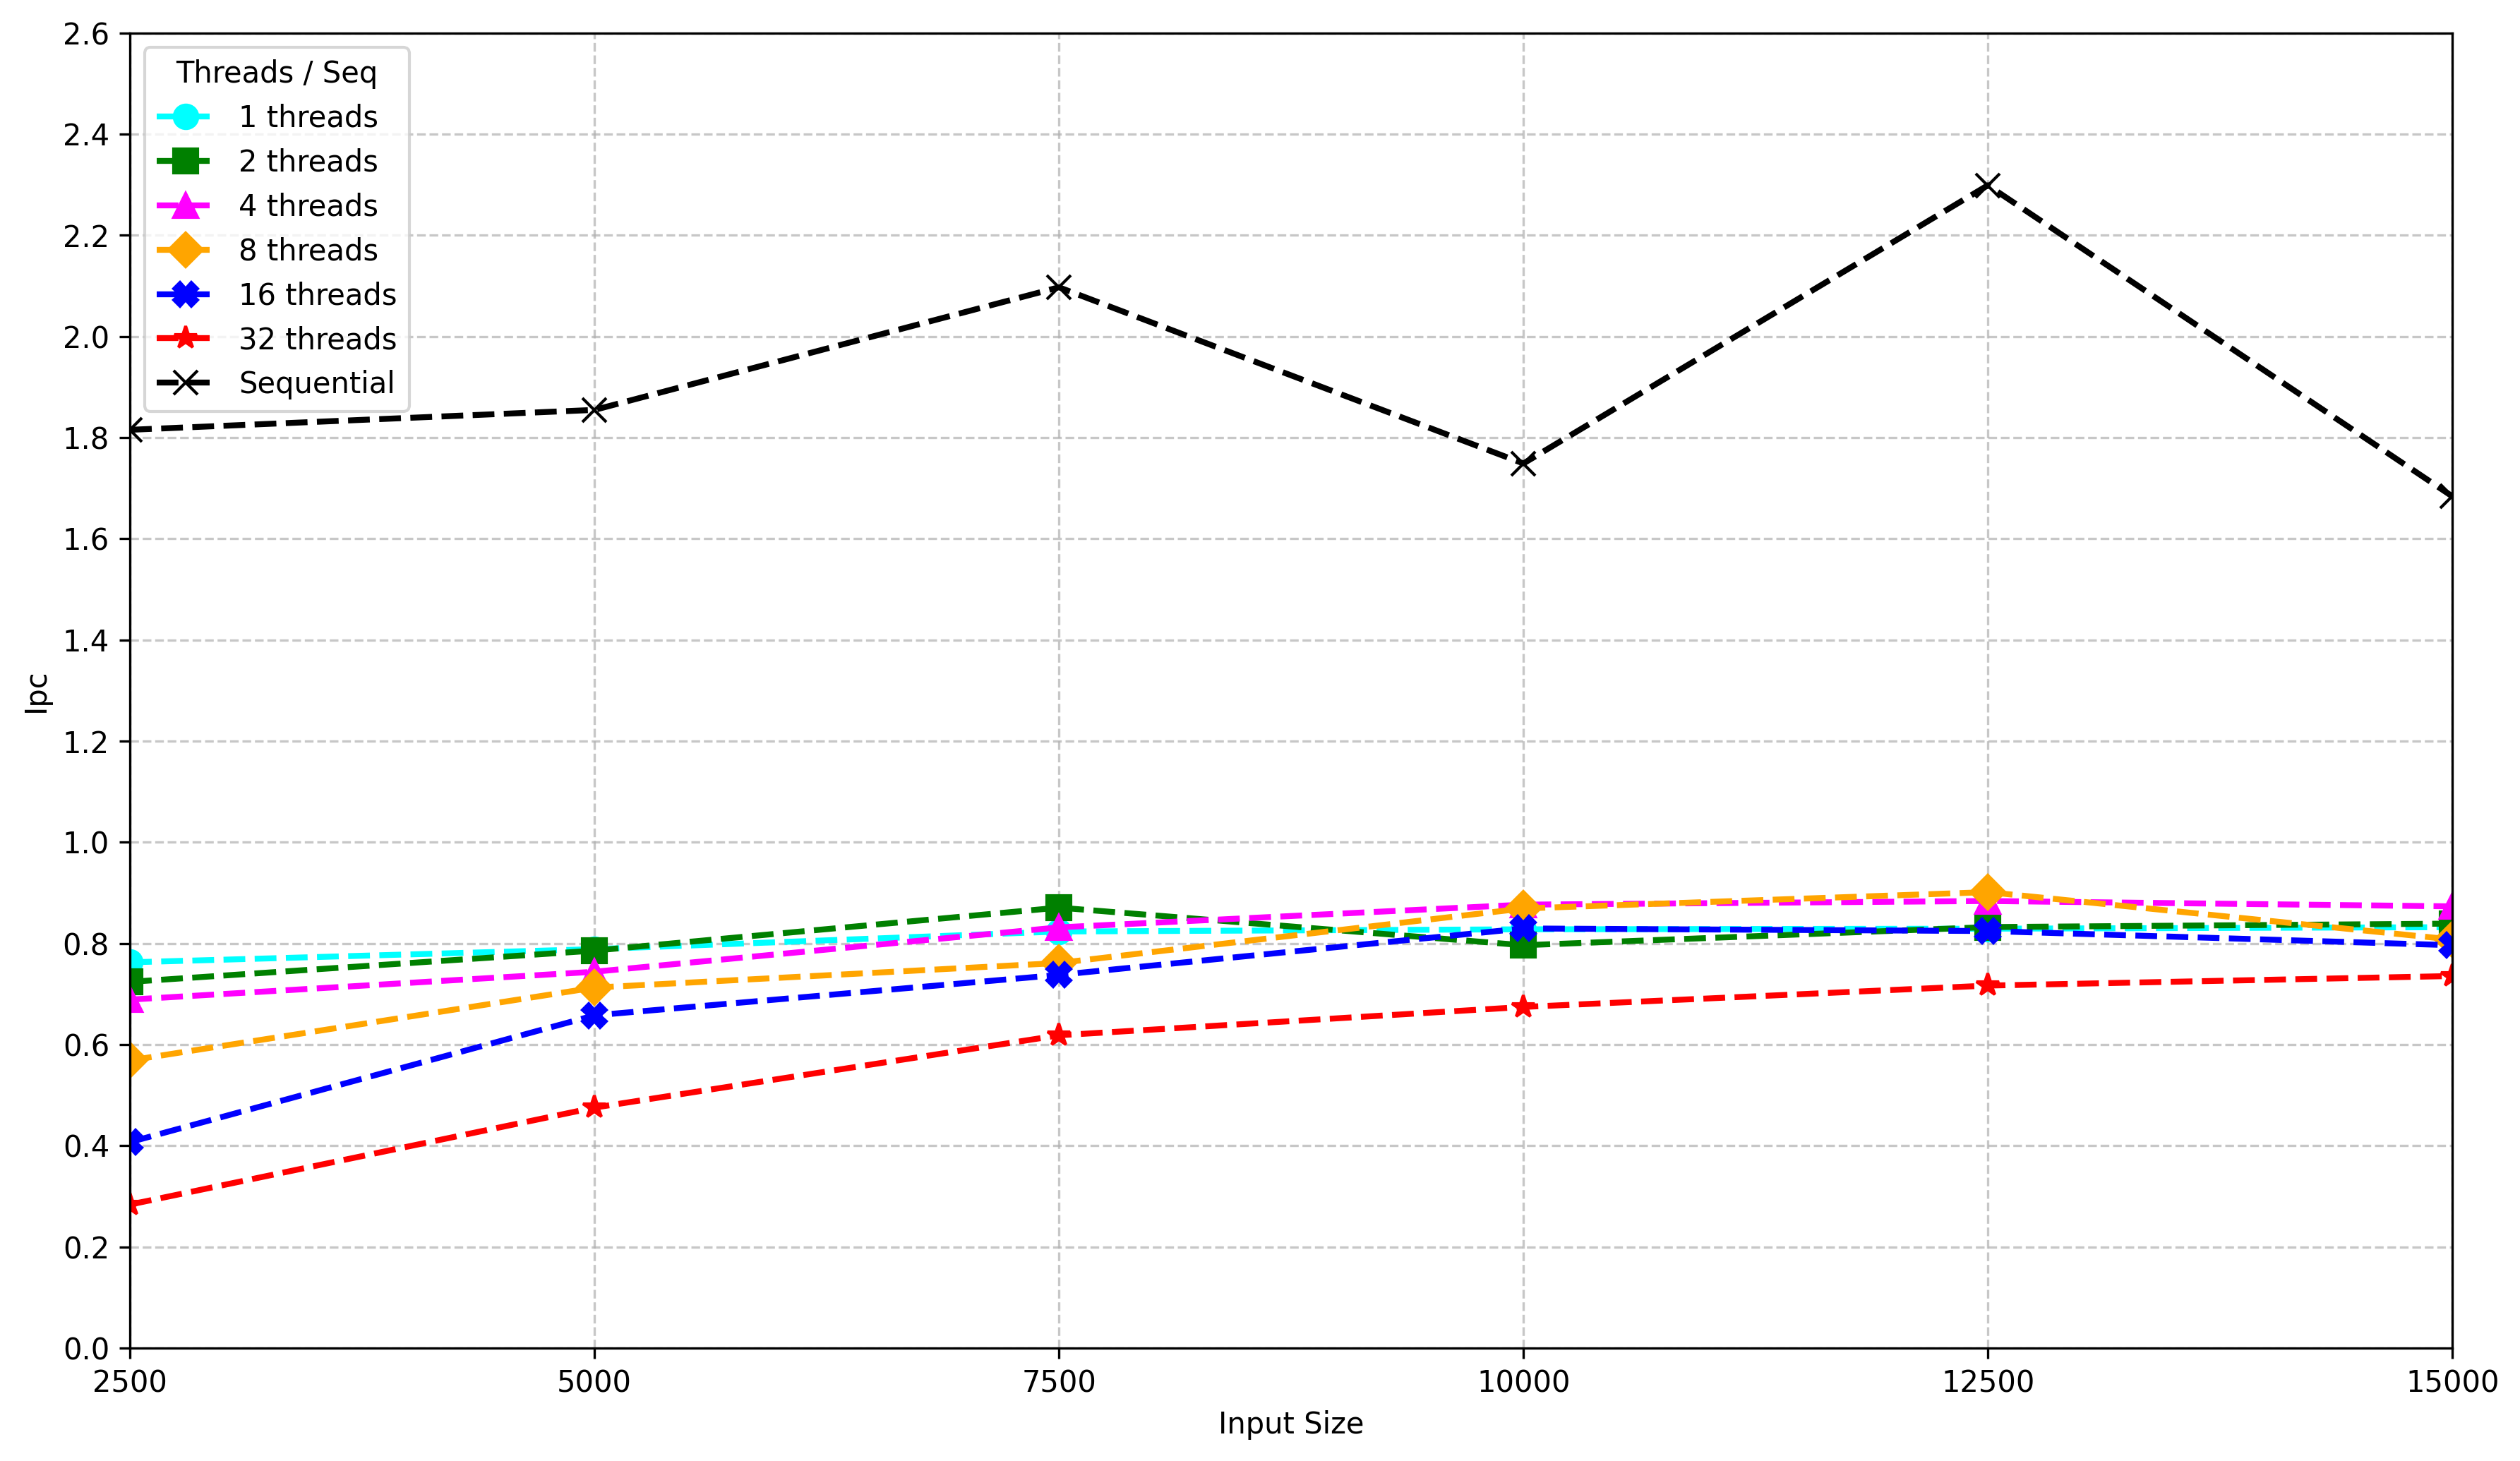 2.6
2.4
2.2
2.0
1.8
1.6
1.4
1.2
1.0
0.8
0.6
0.4
0.2
0.0
Ipc
Threads / Seq
1 threads
2 threads
4 threads
8 threads
16 threads
32 threads
Sequential
2500 5000 7500 10000 12500 15000
Input Size